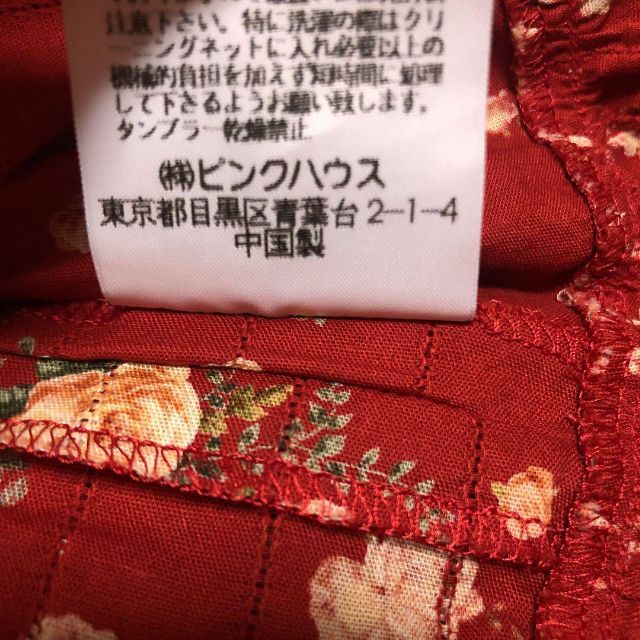 注意下さい。特に洗濯の際はクリ
ーニングネットに入れ必要以上の
機械的負担を加えず短時間に処理
して下さるようお願い致します。
タンブラー乾燥禁止
㈱ピンクハウス
東京都目黒区青葉台2-1-4
中国製